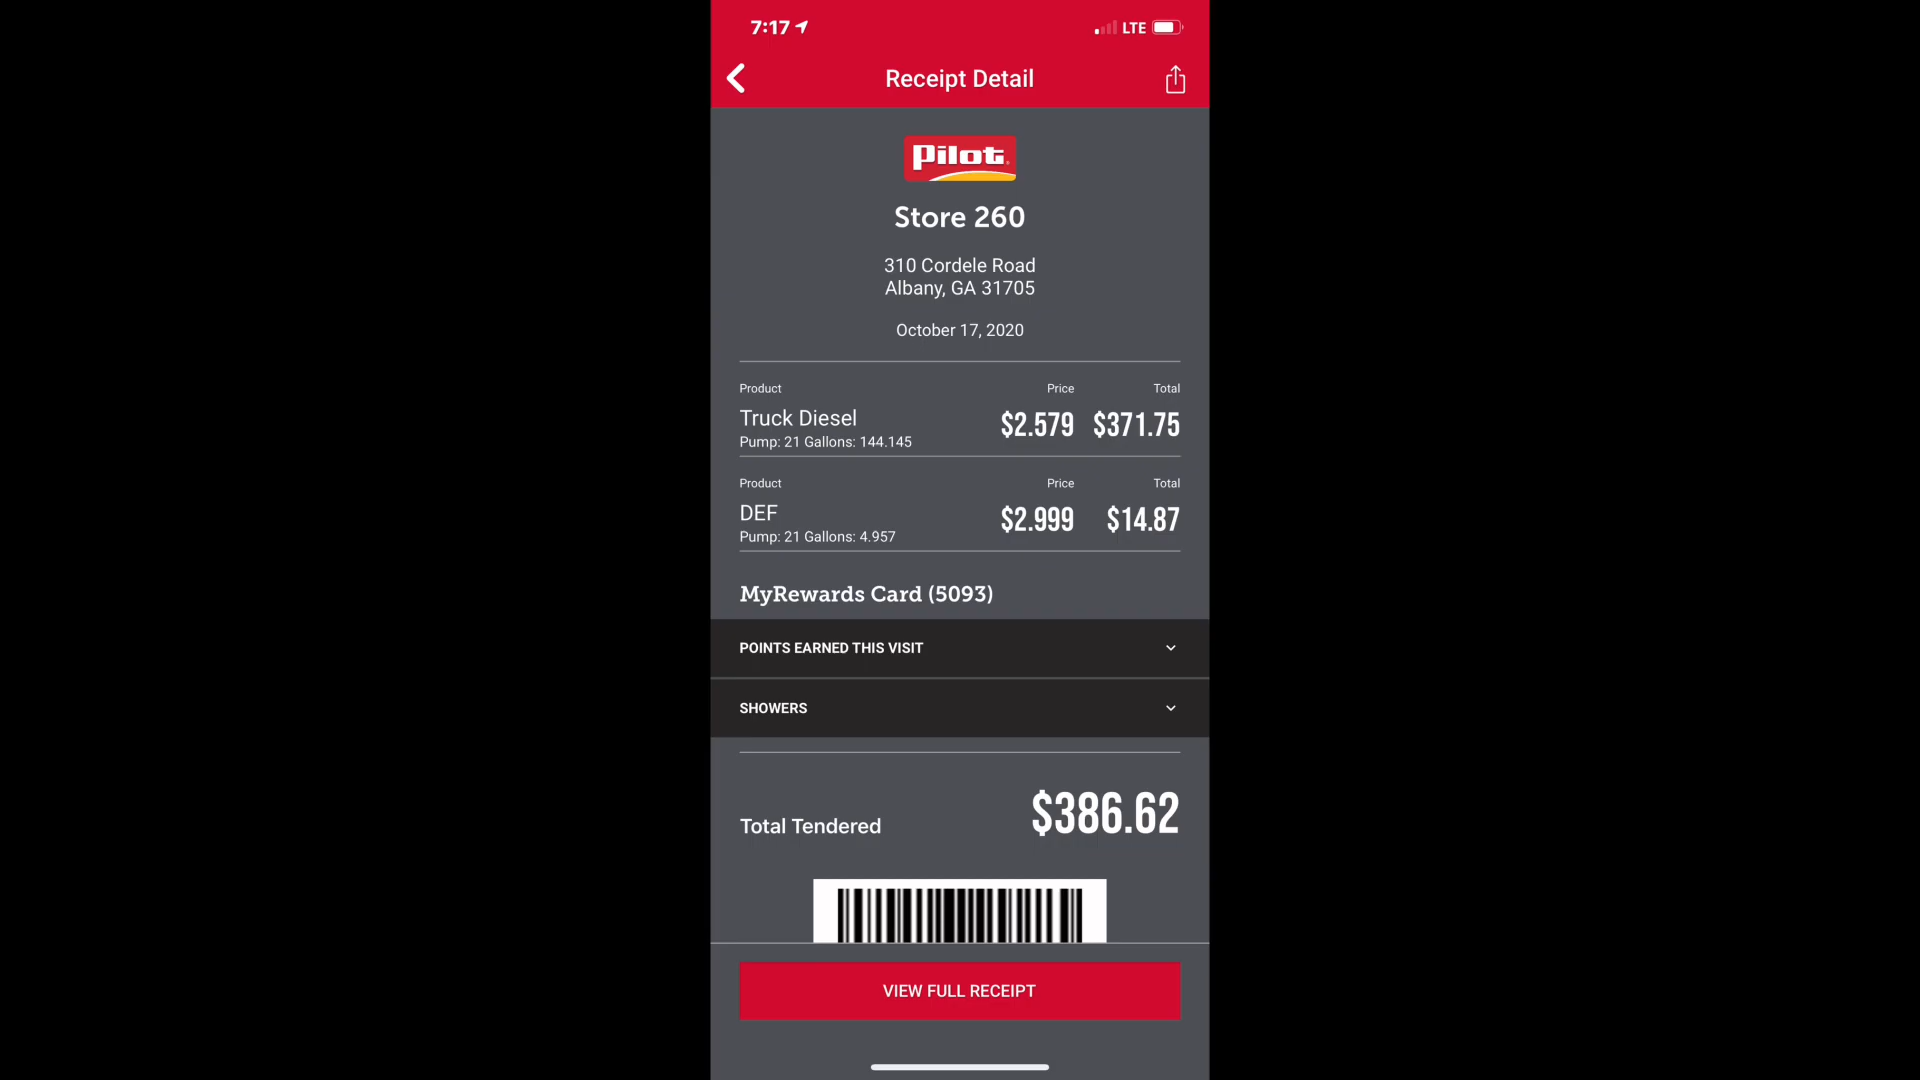 7:17 LTE
Receipt Detail
Pilot
Store 260
310 Cordele Road
Albany, GA 31705
October 17, 2020
Product Price Total
Truck Diesel $2.579 $371.75
Pump: 21 Gallons: 144.145
Product Price Total
DEF $2.999 $14.87
Pump: 21 Gallons: 4.957
MyRewards Card (5093)
POINTS EARNED THIS VISIT
SHOWERS
Total Tendered $386.62
VIEW FULL RECEIPT